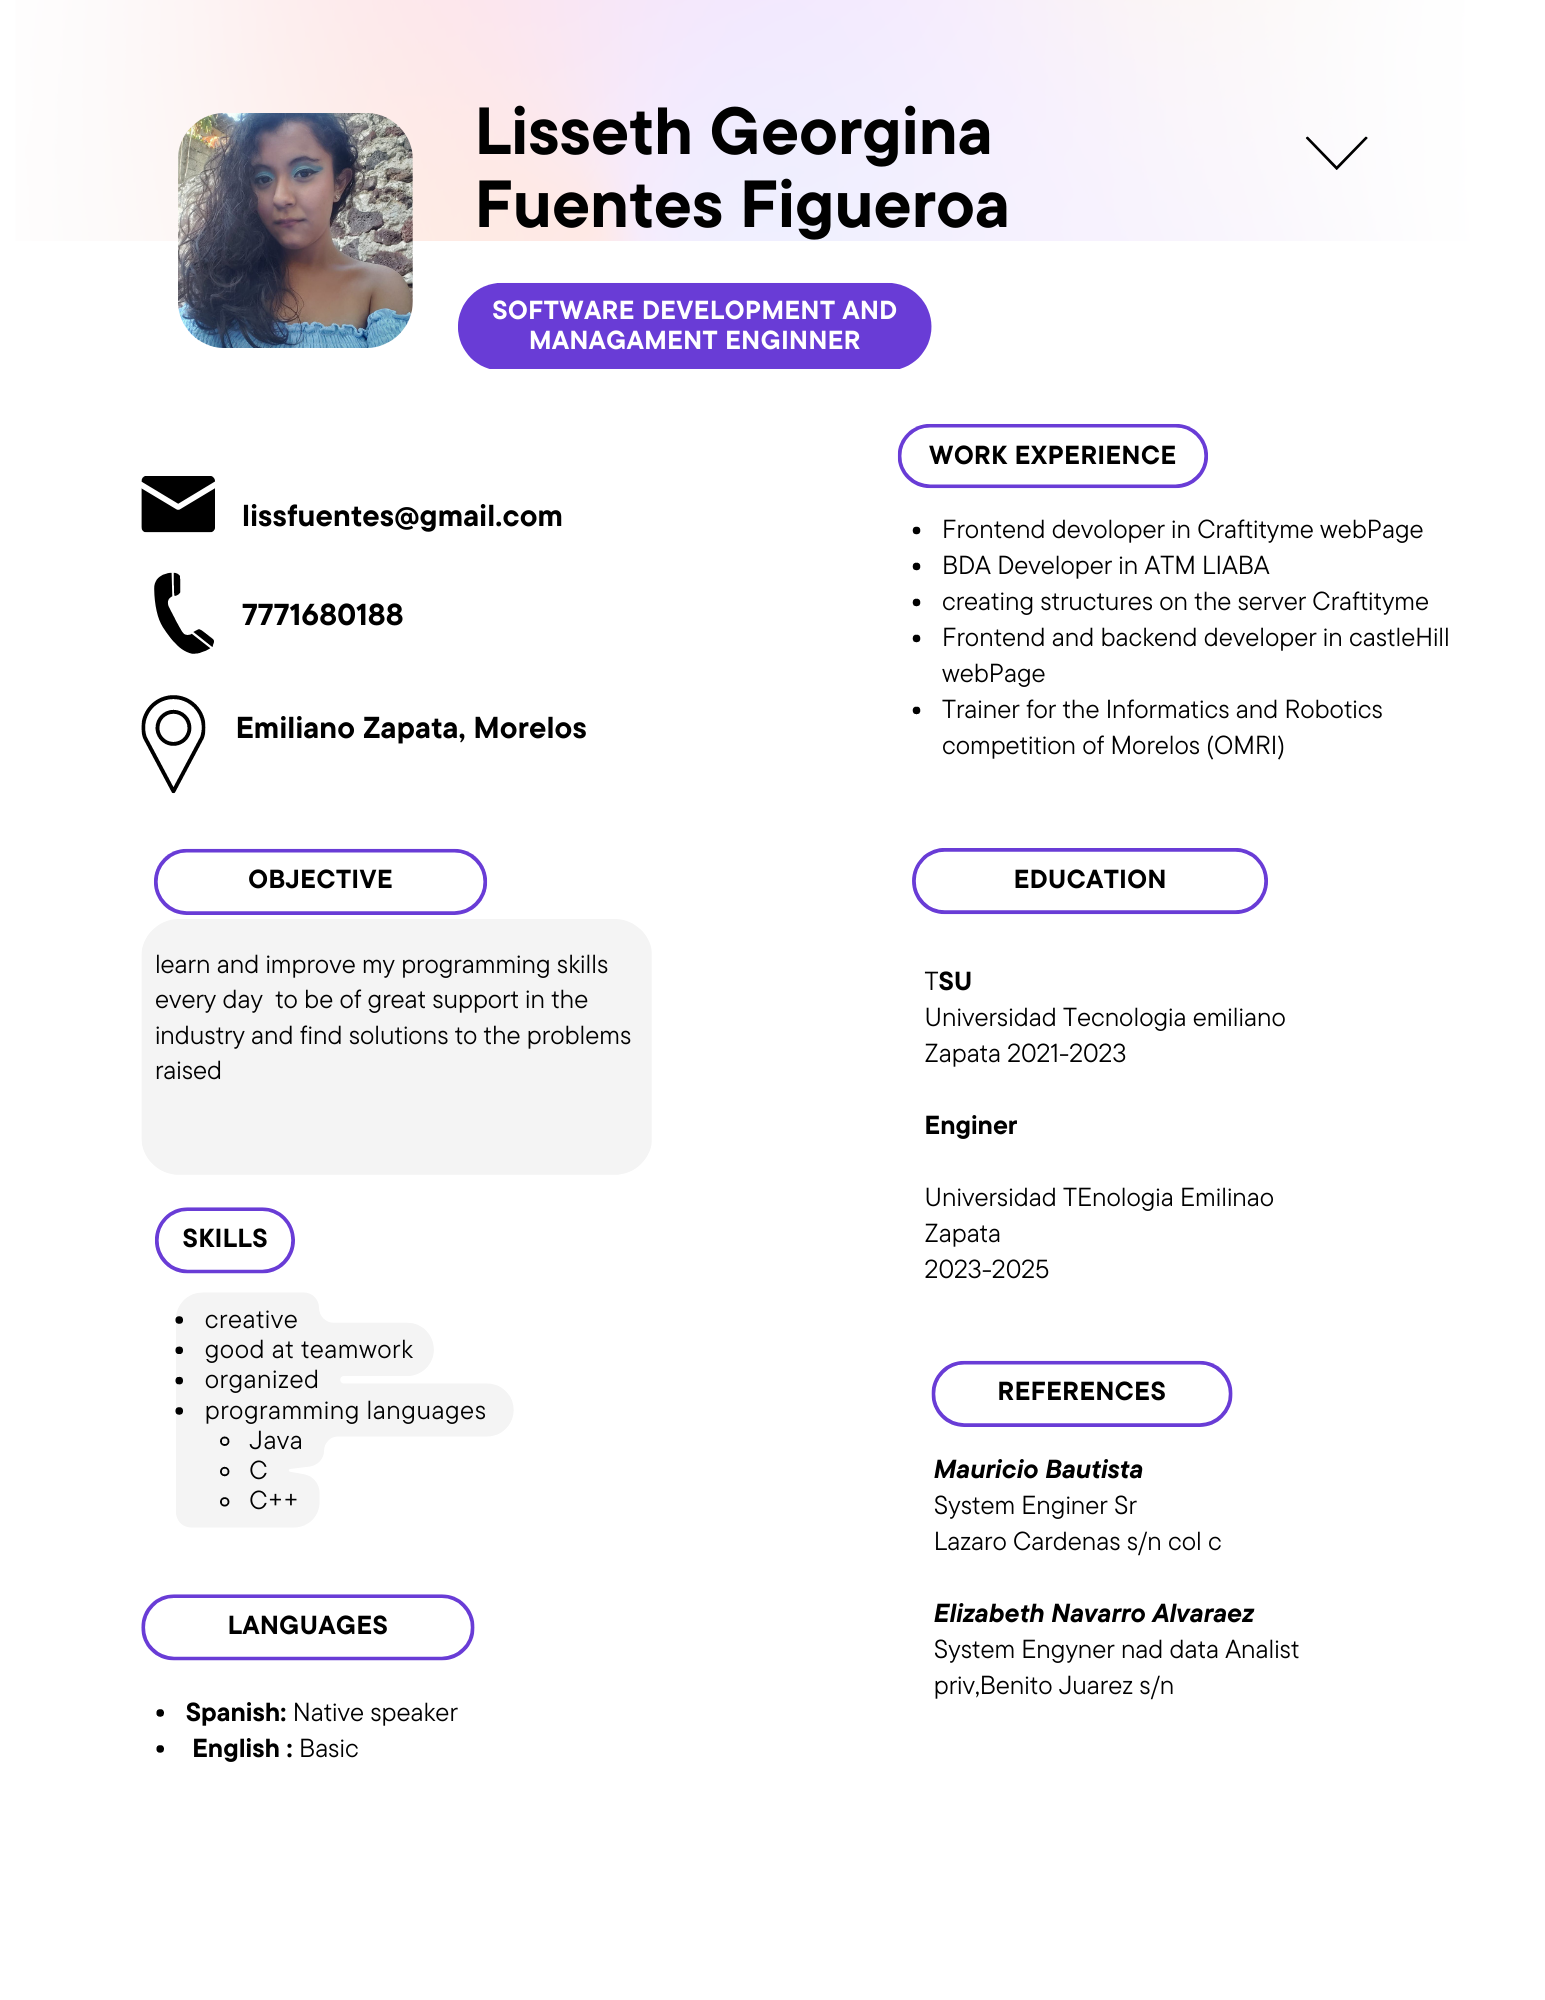 Lisseth Georgina
Fuentes Figueroa
SOFTWARE DEVELOPMENT AND
MANAGAMENT ENGINNER
lissfuentes@gmail.com
7771680188
Emiliano Zapata, Morelos
OBJECTIVE
learn and improve my programming skills
every day  to be of great support in the
industry and find solutions to the problems
raised
SKILLS
• creative
• good at teamwork
• organized
• programming languages
◦ Java
◦ C
◦ C++
LANGUAGES
• Spanish: Native speaker
• English : Basic
WORK EXPERIENCE
• Frontend devoloper in Craftityme webPage
• BDA Developer in ATM LIABA
• creating structures on the server Craftityme
• Frontend and backend developer in castleHill
webPage
• Trainer for the Informatics and Robotics
competition of Morelos (OMRI)
EDUCATION
TSU
Universidad Tecnologia emiliano
Zapata 2021-2023
Enginer
Universidad TEnologia Emilinao
Zapata
2023-2025
REFERENCES
Mauricio Bautista
System Enginer Sr
Lazaro Cardenas s/n col c
Elizabeth Navarro Alvaraez
System Engyner nad data Analist
priv,Benito Juarez s/n